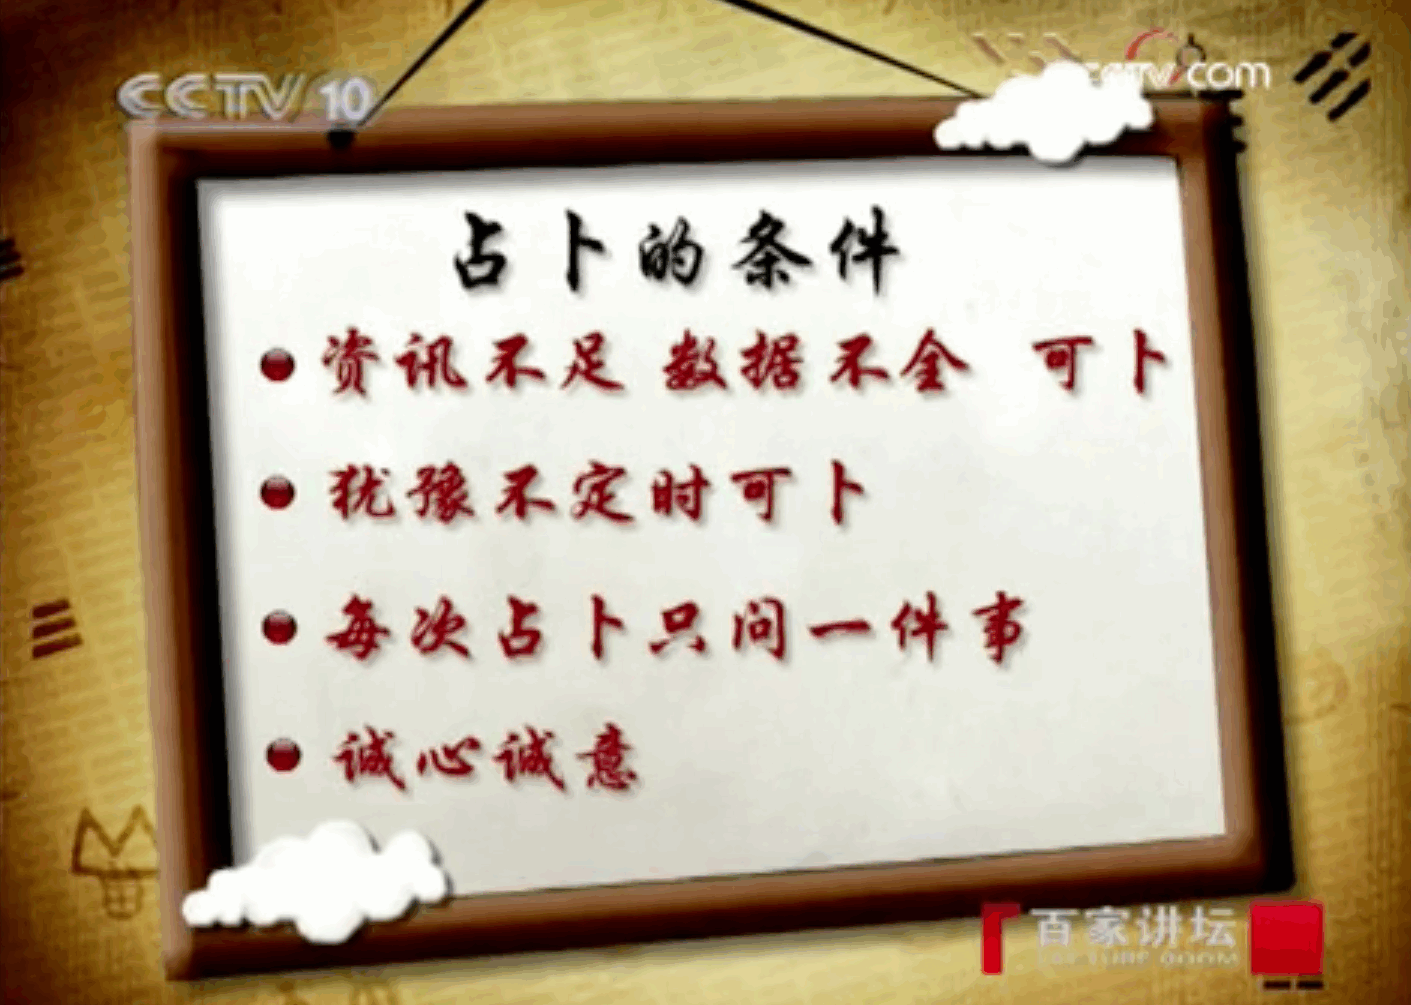 CCTV 10
CCTV.com
占卜的条件
资讯不足 数据不全 可卜
犹豫不定时可卜
每次占卜只问一件事
诚心诚意
百家讲坛
LECTURE ROOM